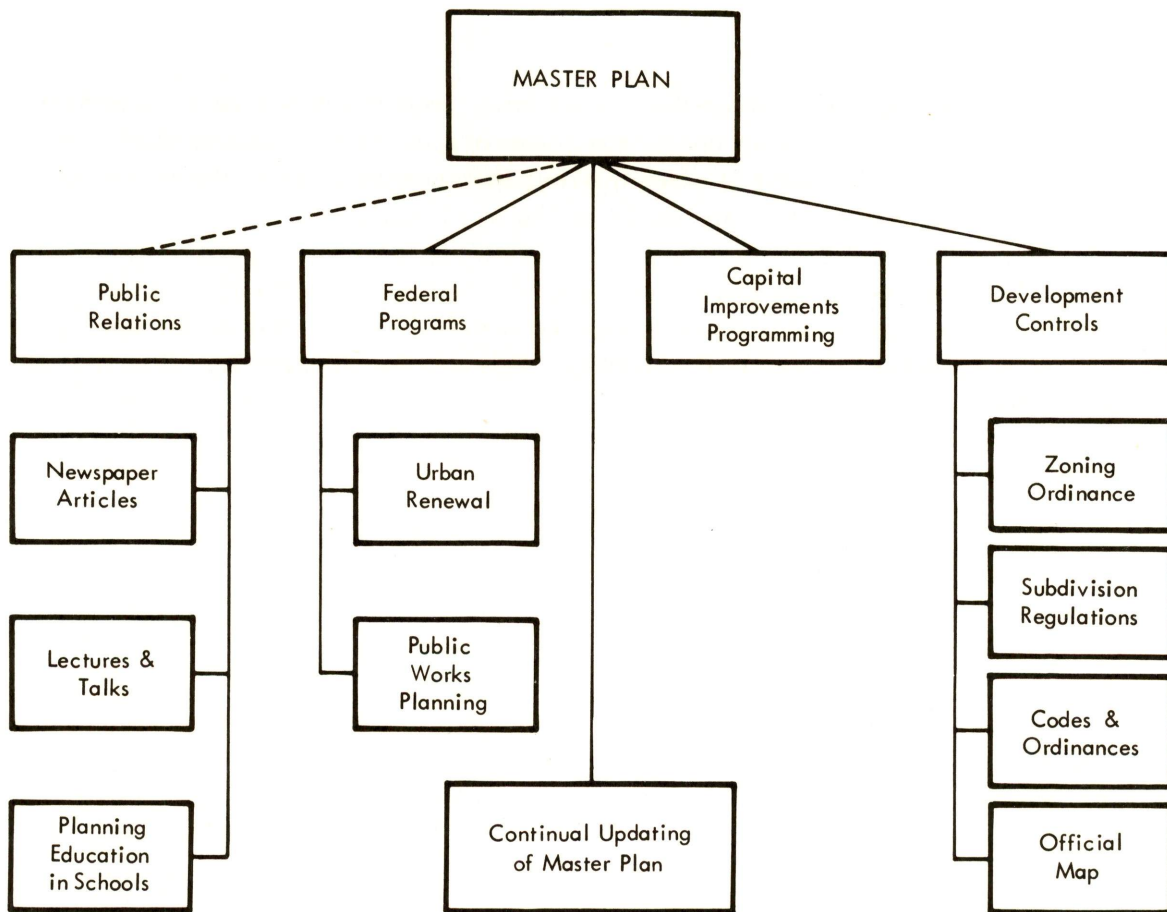 MASTER PLAN
Public
Relations
Federal
Programs
Capital
Improvements
Programming
Development
Controls
Newspaper
Articles
Lectures &
Talks
Planning
Education
in Schools
Urban
Renewal
Public
Works
Planning
Continual Updating
of Master Plan
Zoning
Ordinance
Subdivision
Regulations
Codes &
Ordinances
Official
Map